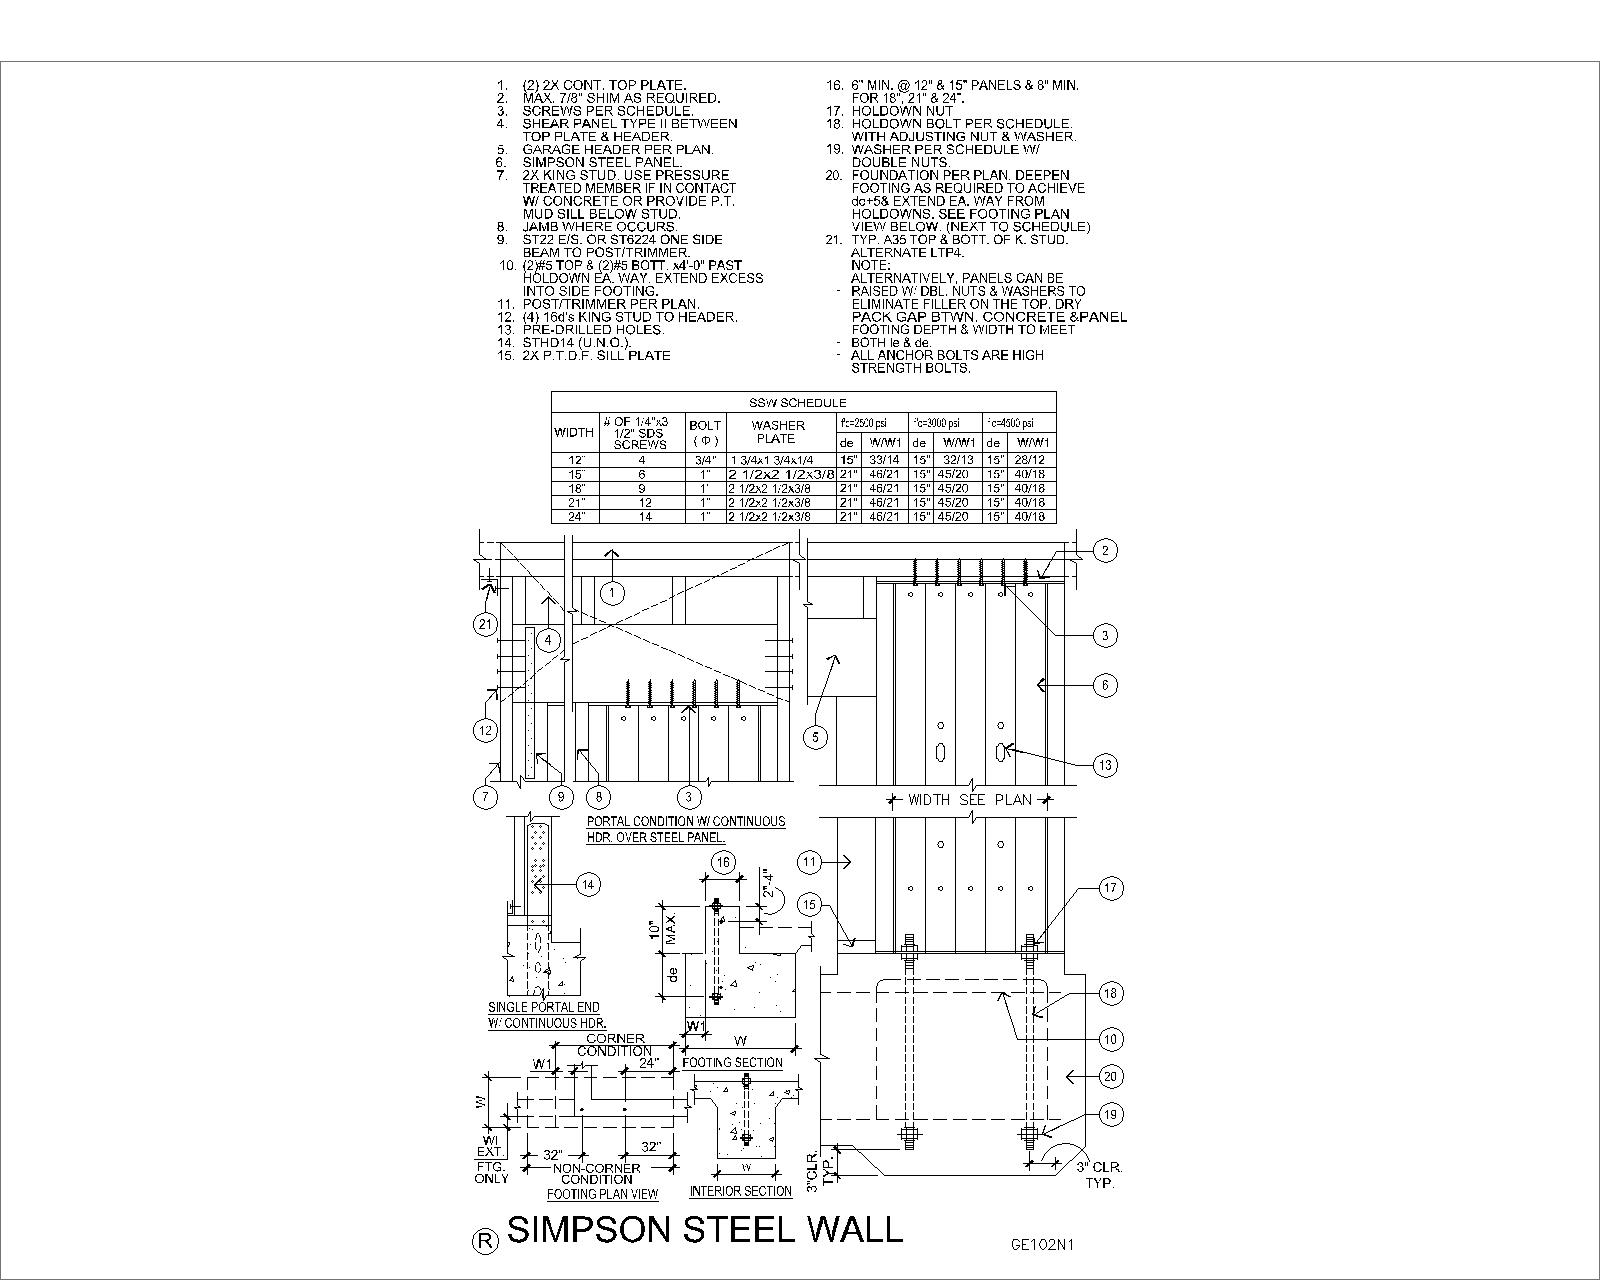 1. (2) 2X CONT. TOP PLATE.
2. MAX. 7/8" SHIM AS REQUIRED.
3. SCREWS PER SCHEDULE.
4. SHEAR PANEL TYPE II BETWEEN
TOP PLATE & HEADER.
5. GARAGE HEADER PER PLAN.
6. SIMPSON STEEL PANEL.
7. 2X KING STUD. USE PRESSURE
TREATED MEMBER IF IN CONTACT
W/ CONCRETE OR PROVIDE P.T.
MUD SILL BELOW STUD.
8. JAMB WHERE OCCURS.
9. ST22 E/S. OR ST6224 ONE SIDE
BEAM TO POST/TRIMMER.
10. (2)#5 TOP & (2)#5 BOTT. x4'-0" PAST
HOLDOWN EA. WAY. EXTEND EXCESS
INTO SIDE FOOTING.
11. POST/TRIMMER PER PLAN.
12. (4) 16d's KING STUD TO HEADER.
13. PRE-DRILLED HOLES.
14. STHD14 (U.N.O.).
15. 2X P.T.D.F. SILL PLATE
16. 6" MIN. @ 12" & 15" PANELS & 8" MIN.
FOR 18", 21" & 24".
17. HOLDOWN NUT
18. HOLDOWN BOLT PER SCHEDULE.
WITH ADJUSTING NUT & WASHER.
19. WASHER PER SCHEDULE W/
DOUBLE NUTS.
20. FOUNDATION PER PLAN. DEEPEN
FOOTING AS REQUIRED TO ACHIEVE
dc+5& EXTEND EA. WAY FROM
HOLDOWNS. SEE FOOTING PLAN
VIEW BELOW. (NEXT TO SCHEDULE)
21. TYP. A35 TOP & BOTT. OF K. STUD.
ALTERNATE LTP4.
NOTE:
ALTERNATIVELY, PANELS CAN BE
- RAISED W/ DBL. NUTS & WASHERS TO
ELIMINATE FILLER ON THE TOP. DRY
PACK GAP BTWN. CONCRETE &PANEL
FOOTING DEPTH & WIDTH TO MEET
- BOTH le & de.
- ALL ANCHOR BOLTS ARE HIGH
STRENGTH BOLTS.
SSW SCHEDULE
WIDTH # OF 1/4"x3 1/2" SDS SCREWS BOLT (Φ) WASHER PLATE f'c=2500 psi f'c=3000 psi f'c=4500 psi
de W/W1 de W/W1 de W/W1
12" 4 3/4" 1 3/4x1 3/4x1/4 15" 33/14 15" 32/13 15" 28/12
15" 6 1" 2 1/2x2 1/2x3/8 21" 46/21 15" 45/20 15" 40/18
18" 9 1" 2 1/2x2 1/2x3/8 21" 46/21 15" 45/20 15" 40/18
21" 12 1" 2 1/2x2 1/2x3/8 21" 46/21 15" 45/20 15" 40/18
24" 14 1" 2 1/2x2 1/2x3/8 21" 46/21 15" 45/20 15" 40/18
2
1
21
4
3
6
12
5
13
7
9
8
3
WIDTH SEE PLAN
PORTAL CONDITION W/ CONTINUOUS
HDR. OVER STEEL PANEL.
16
11
14
2"-4"
17
15
10"
MAX.
de
18
SINGLE PORTAL END
W/ CONTINUOUS HDR.
W1
W
10
CORNER
CONDITION
W1
24"
FOOTING SECTION
20
W
19
WI
EXT.
FTG.
ONLY
32"
32"
NON-CORNER
CONDITION
FOOTING PLAN VIEW
W
INTERIOR SECTION
3"CLR.
TYP.
3" CLR.
TYP.
R SIMPSON STEEL WALL
GE102N1